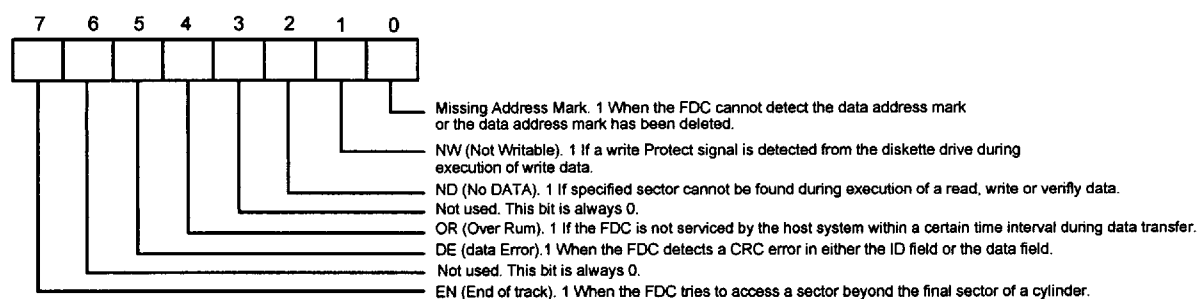 7 6 5 4 3 2 1 0
Missing Address Mark. 1 When the FDC cannot detect the data address mark
or the data address mark has been deleted.
NW (Not Writable). 1 If a write Protect signal is detected from the diskette drive during
execution of write data.
ND (No DATA). 1 If specified sector cannot be found during execution of a read, write or verifly data.
Not used. This bit is always 0.
OR (Over Rum). 1 If the FDC is not serviced by the host system within a certain time interval during data transfer.
DE (data Error).1 When the FDC detects a CRC error in either the ID field or the data field.
Not used. This bit is always 0.
EN (End of track). 1 When the FDC tries to access a sector beyond the final sector of a cylinder.